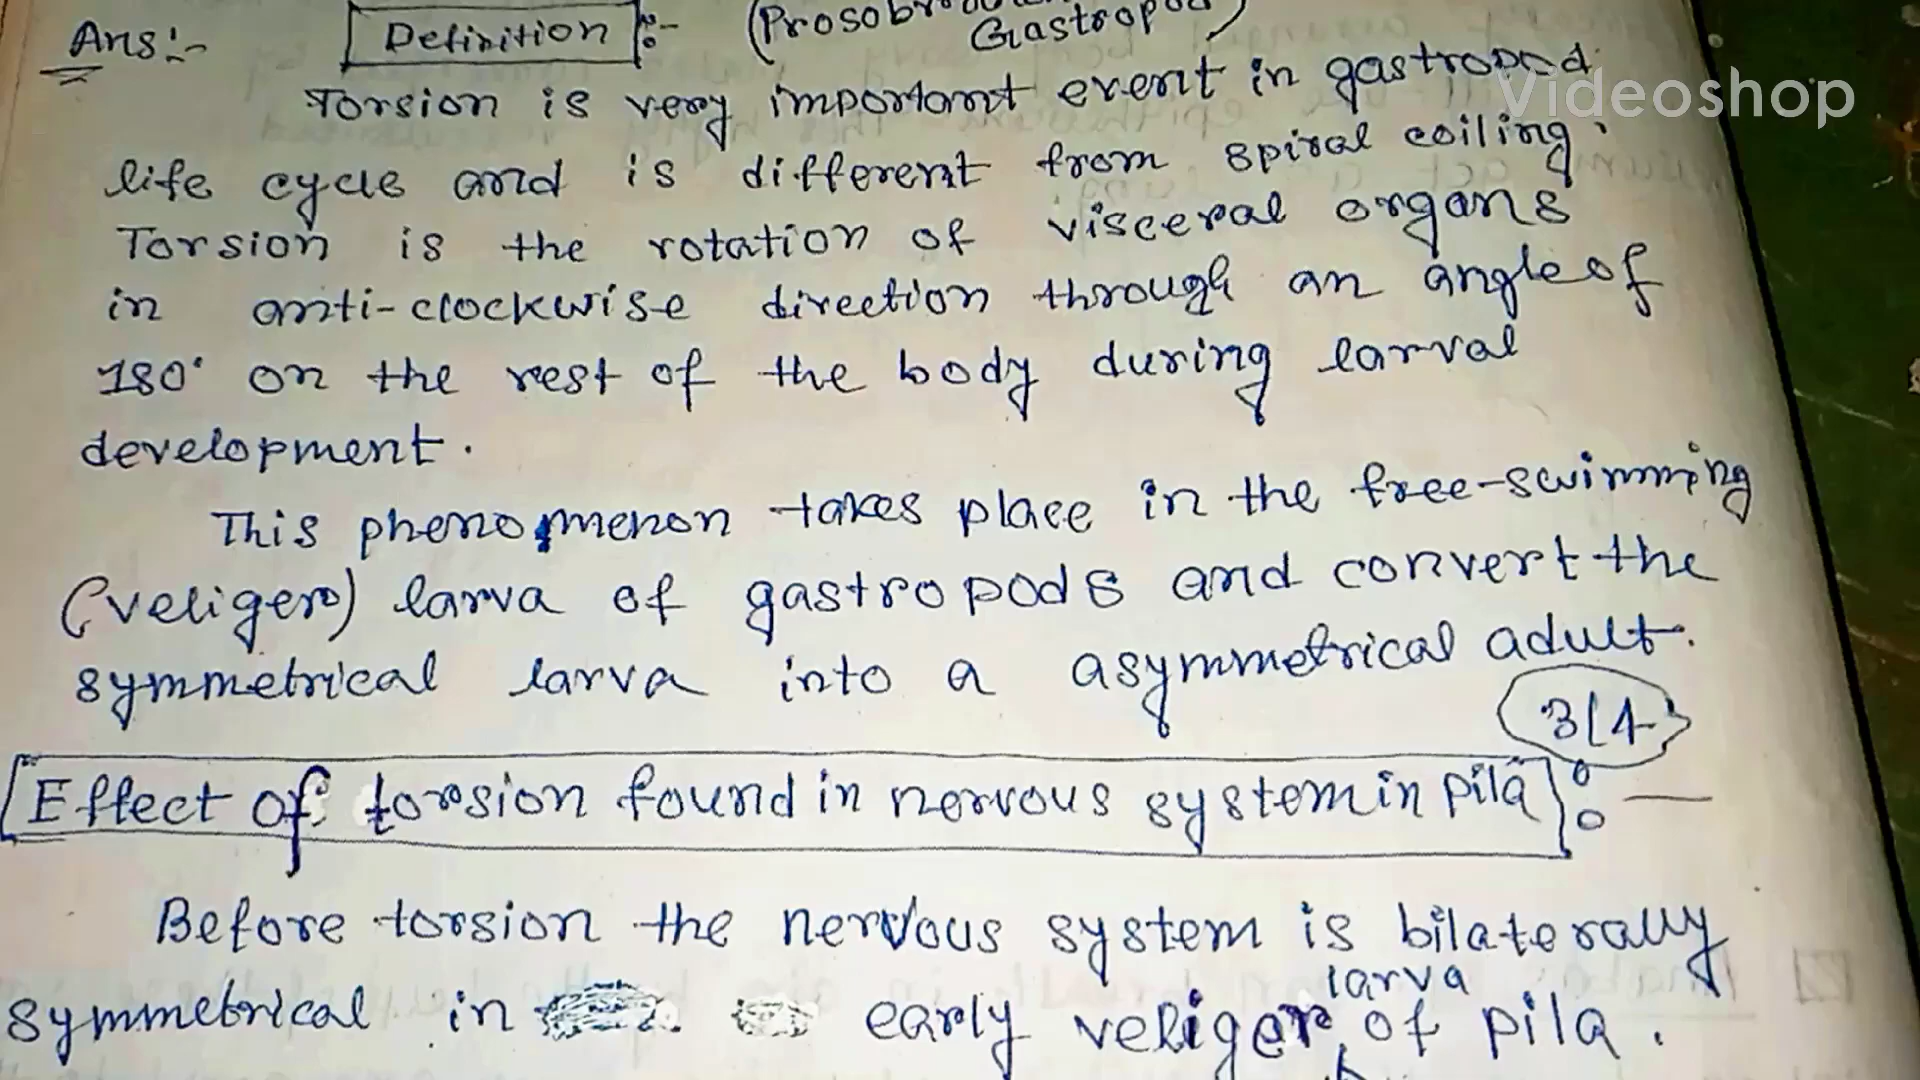 Ans:- Definition :- (Prosobranch
Gastropod)
Videoshop
Torsion is very important event in gastropod
life cycle and is different from spiral coiling.
Torsion is the rotation of visceral organs
in anti-clockwise direction through an angle of
180° on the rest of the body during larval
development.
This phenommenon takes place in the free-swimming
(veliger) larva of gastropods and convert the
symmetrical larva into a asymmetrical adult.
Effect of torsion found in nervous system in pila :—
Before torsion the nervous system is bilaterally
larva
symmetrical in early veliger of pila.